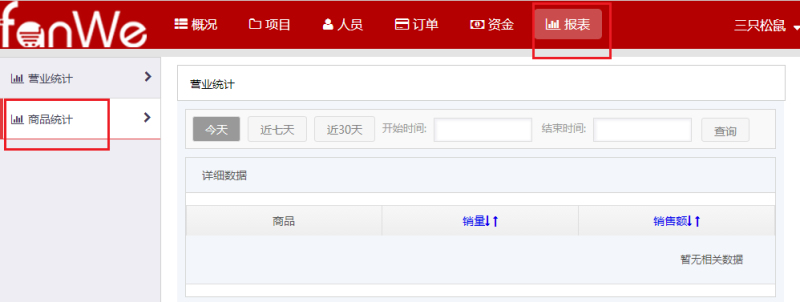 fanWe 概况 项目 人员 订单 资金 报表 三只松鼠
营业统计
商品统计
营业统计
今天 近七天 近30天 开始时间: 结束时间: 查询
详细数据
商品 销量 销售额
暂无相关数据